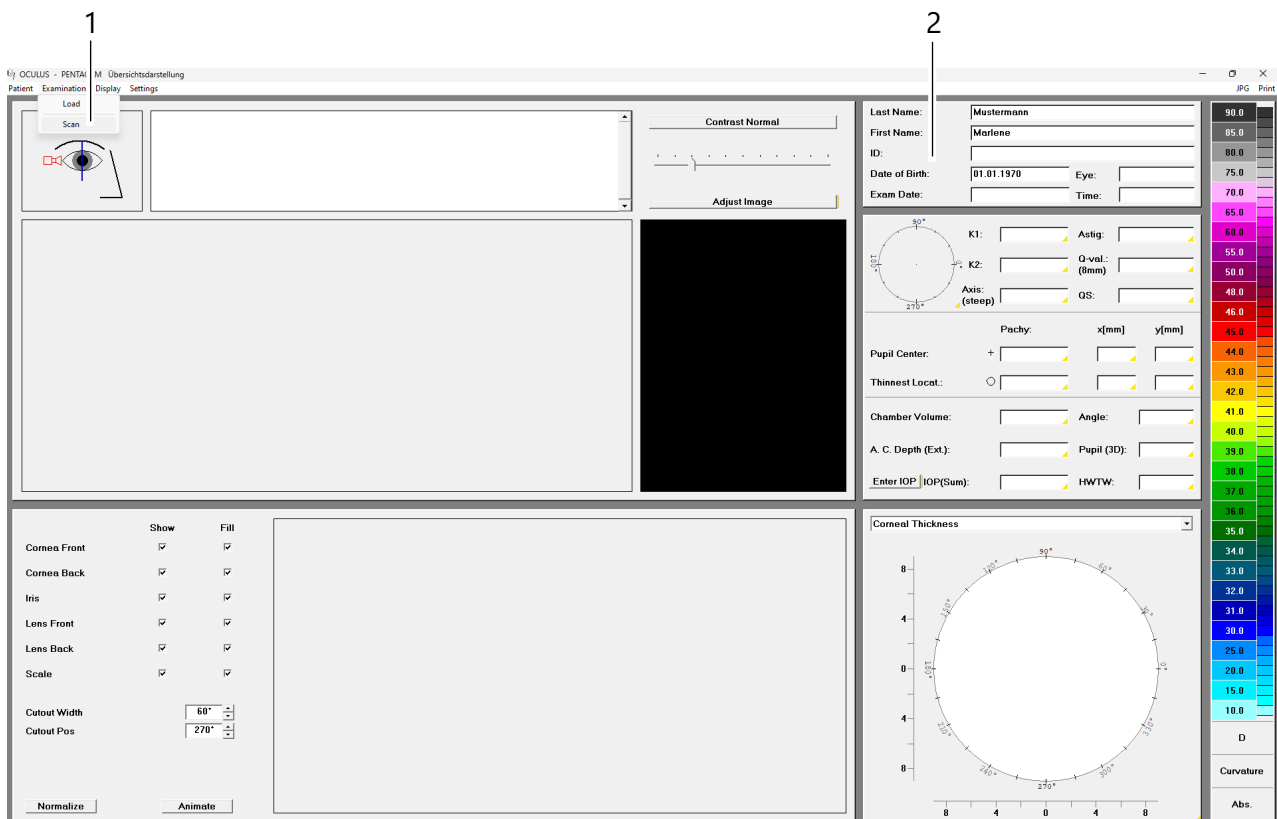 1 2
OCULUS - PENTACAM Übersichtsdarstellung
Patient Examination Display Settings JPG Print
Load
Scan
Contrast Normal
Adjust Image
Last Name: Mustermann
First Name: Marlene
ID:
Date of Birth: 01.01.1970 Eye:
Exam Date: Time:
90°
180° 0°
270°
K1: Astig:
K2: Q-val.: (8mm)
Axis: (steep) QS:
Pachy: x[mm] y[mm]
Pupil Center: +
Thinnest Locat.:
Chamber Volume: Angle:
A. C. Depth (Ext.): Pupil (3D):
Enter IOP IOP(Sum): HWTW:
Show Fill
Cornea Front
Cornea Back
Iris
Lens Front
Lens Back
Scale
Cutout Width 60°
Cutout Pos 270°
Normalize Animate
Corneal Thickness
90°
120° 60°
150° 30°
180° 0°
210° 330°
240° 300°
270°
8
4
0
4
8
8 4 0 4 8
90.0
85.0
80.0
75.0
70.0
65.0
60.0
55.0
50.0
48.0
46.0
45.0
44.0
43.0
42.0
41.0
40.0
39.0
38.0
37.0
36.0
35.0
34.0
33.0
32.0
31.0
30.0
25.0
20.0
15.0
10.0
D
Curvature
Abs.